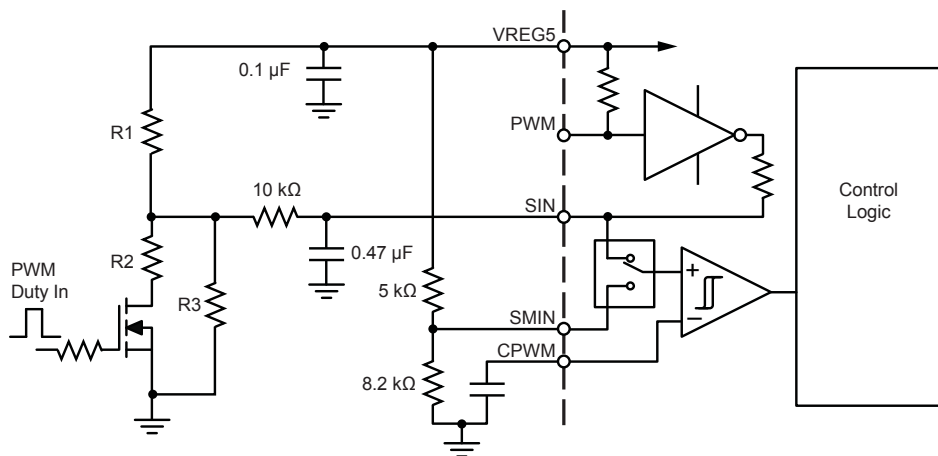 VREG5
0.1 µF
R1
PWM
10 kΩ
SIN
Control
Logic
R2
0.47 µF
PWM
Duty In
R3
5 kΩ
+
SMIN
−
CPWM
8.2 kΩ